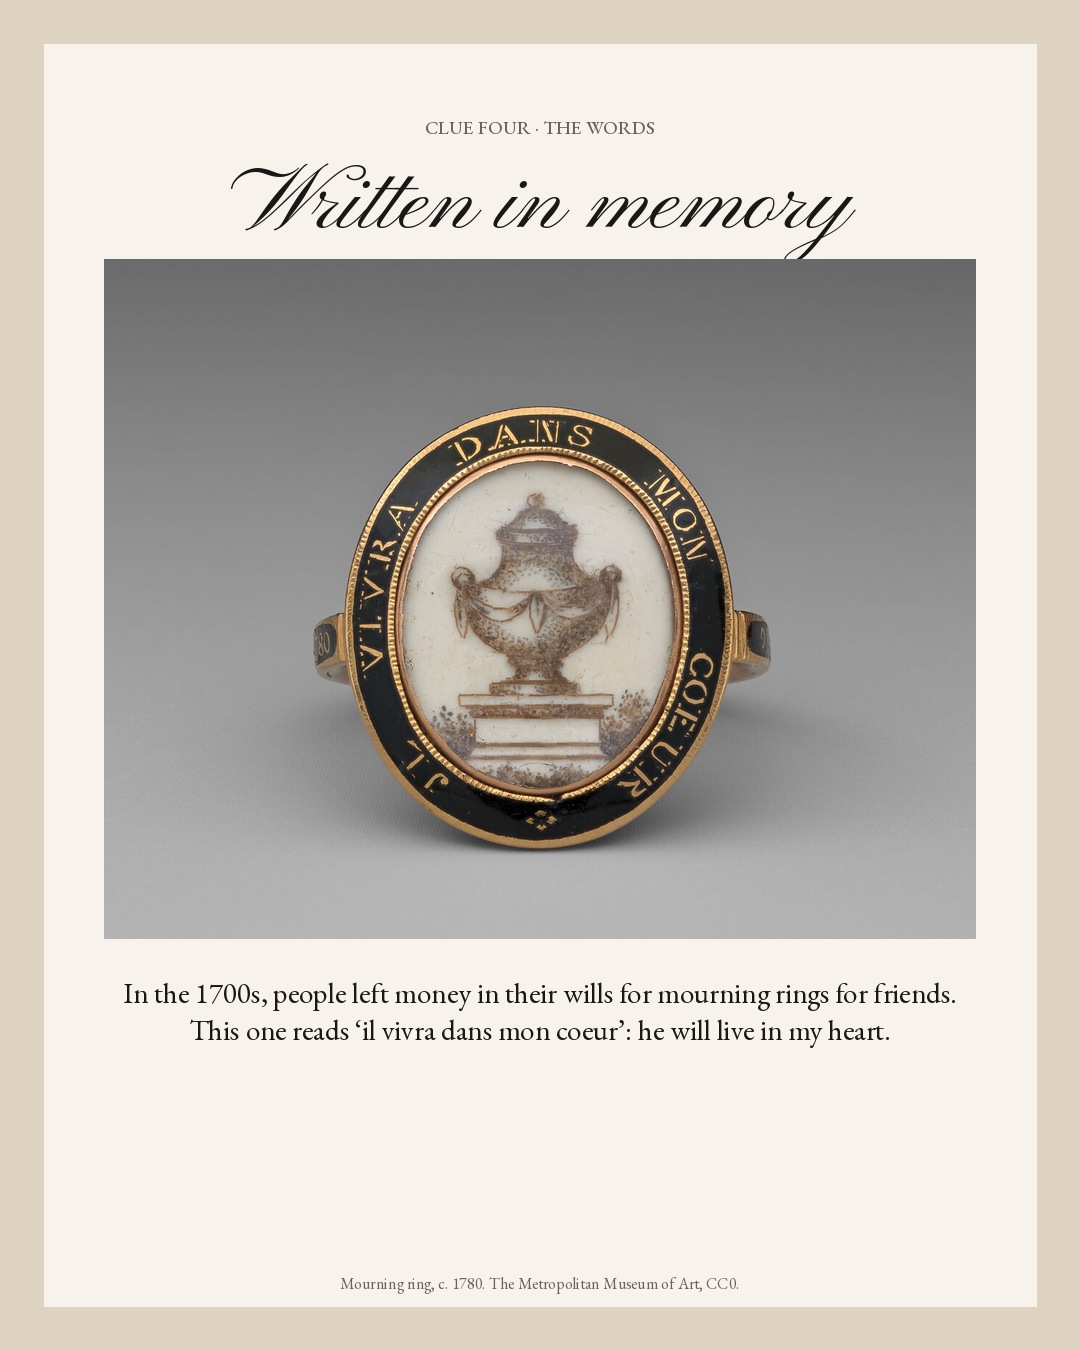 CLUE FOUR · THE WORDS
Written in memory
JL VIVRA DANS MON COEUR
80
In the 1700s, people left money in their wills for mourning rings for friends.
This one reads ‘il vivra dans mon coeur’: he will live in my heart.
Mourning ring, c. 1780. The Metropolitan Museum of Art, CC0.